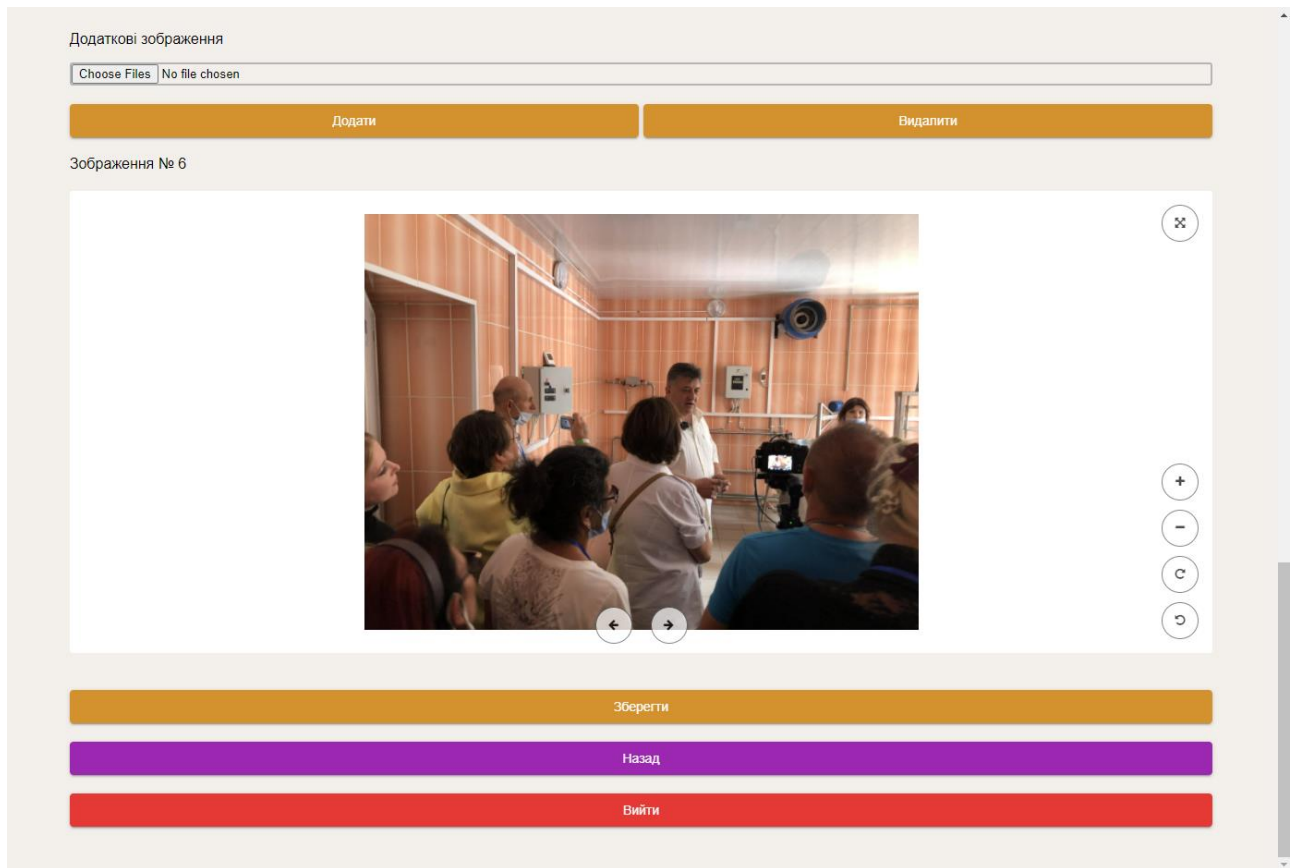 Додаткові зображення
Choose Files No file chosen
Додати Видалити
Зображення № 6
Зберегти
Назад
Вийти